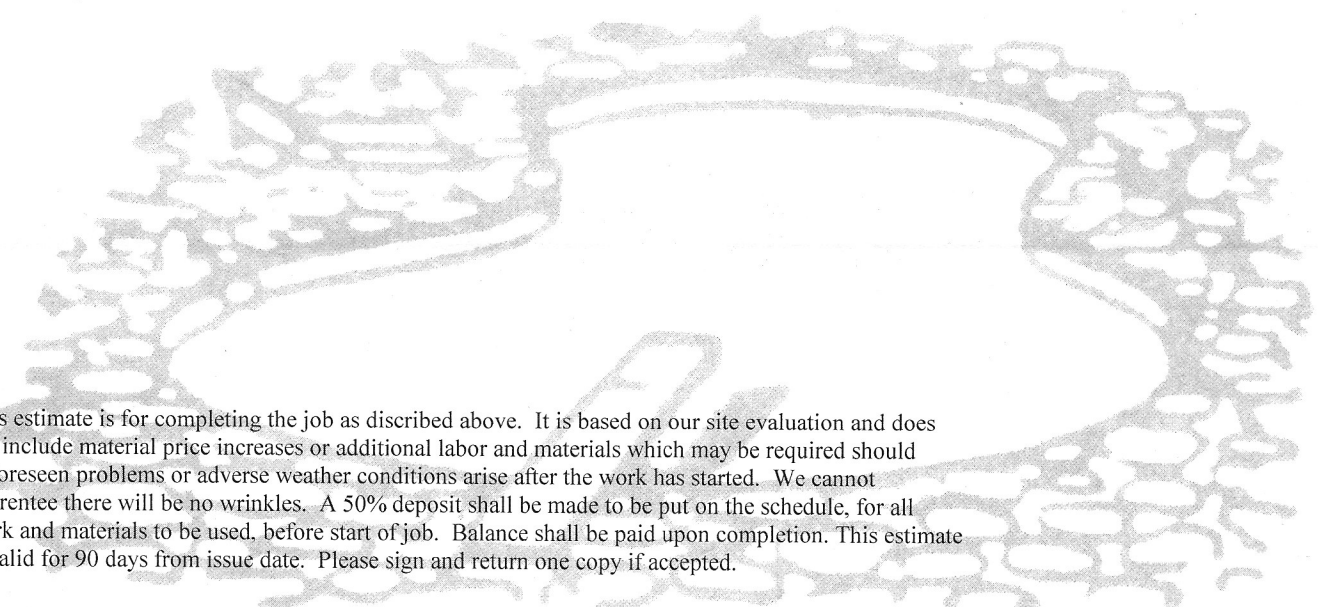 s estimate is for completing the job as discribed above. It is based on our site evaluation and does
include material price increases or additional labor and materials which may be required should
oreseen problems or adverse weather conditions arise after the work has started. We cannot
rentee there will be no wrinkles. A 50% deposit shall be made to be put on the schedule, for all
k and materials to be used, before start of job. Balance shall be paid upon completion. This estimate
alid for 90 days from issue date. Please sign and return one copy if accepted.